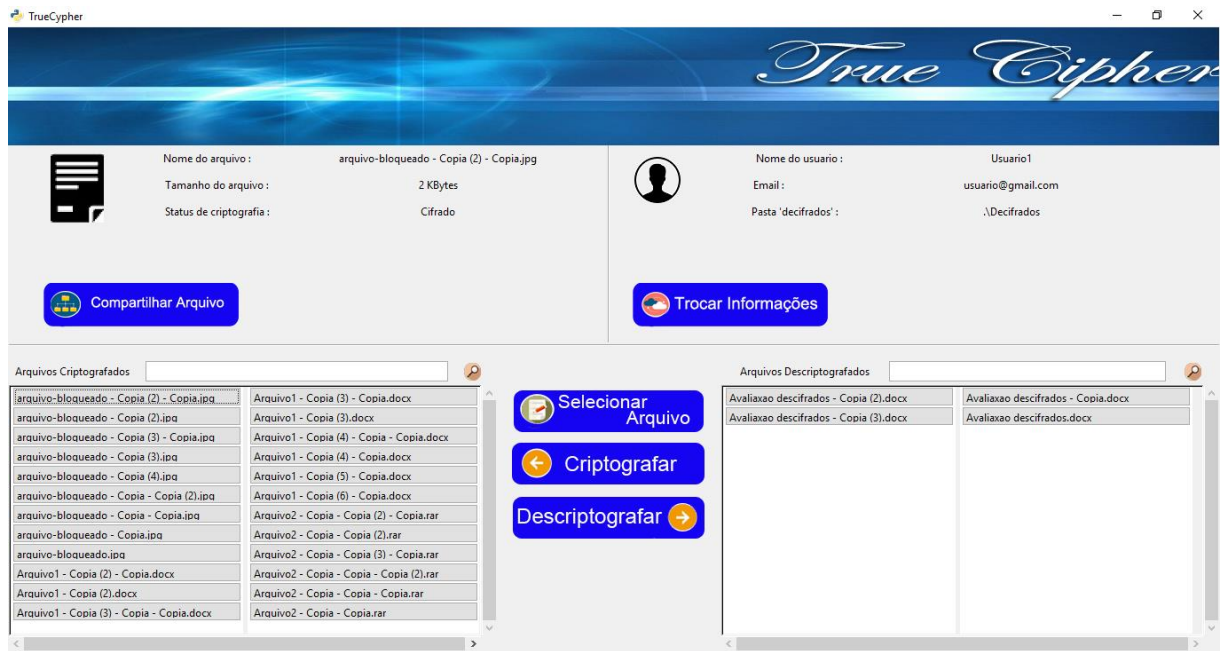 TrueCypher
True Cipher
Nome do arquivo :
arquivo-bloqueado - Copia (2) - Copia.jpg
Tamanho do arquivo :
2 KBytes
Status de criptografia :
Cifrado
Compartilhar Arquivo
Nome do usuario :
Usuario1
Email :
usuario@gmail.com
Pasta 'decifrados' :
.\Decifrados
Trocar Informações
Arquivos Criptografados
arquivo-bloqueado - Copia (2) - Copia.jpg
arquivo-bloqueado - Copia (2).jpg
arquivo-bloqueado - Copia (3) - Copia.jpg
arquivo-bloqueado - Copia (3).jpg
arquivo-bloqueado - Copia (4).jpg
arquivo-bloqueado - Copia - Copia (2).jpg
arquivo-bloqueado - Copia - Copia.jpg
arquivo-bloqueado - Copia.jpg
arquivo-bloqueado.jpg
Arquivo1 - Copia (2) - Copia.docx
Arquivo1 - Copia (2).docx
Arquivo1 - Copia (3) - Copia - Copia.docx
Arquivo1 - Copia (3) - Copia.docx
Arquivo1 - Copia (3).docx
Arquivo1 - Copia (4) - Copia - Copia.docx
Arquivo1 - Copia (4) - Copia.docx
Arquivo1 - Copia (5) - Copia.docx
Arquivo1 - Copia (6) - Copia.docx
Arquivo2 - Copia - Copia (2) - Copia.rar
Arquivo2 - Copia - Copia (2).rar
Arquivo2 - Copia - Copia (3) - Copia.rar
Arquivo2 - Copia - Copia - Copia (2).rar
Arquivo2 - Copia - Copia - Copia.rar
Arquivo2 - Copia - Copia.rar
Selecionar
Arquivo
Criptografar
Descriptografar
Arquivos Descriptografados
Avaliaxao descifrados - Copia (2).docx
Avaliaxao descifrados - Copia (3).docx
Avaliaxao descifrados - Copia.docx
Avaliaxao descifrados.docx